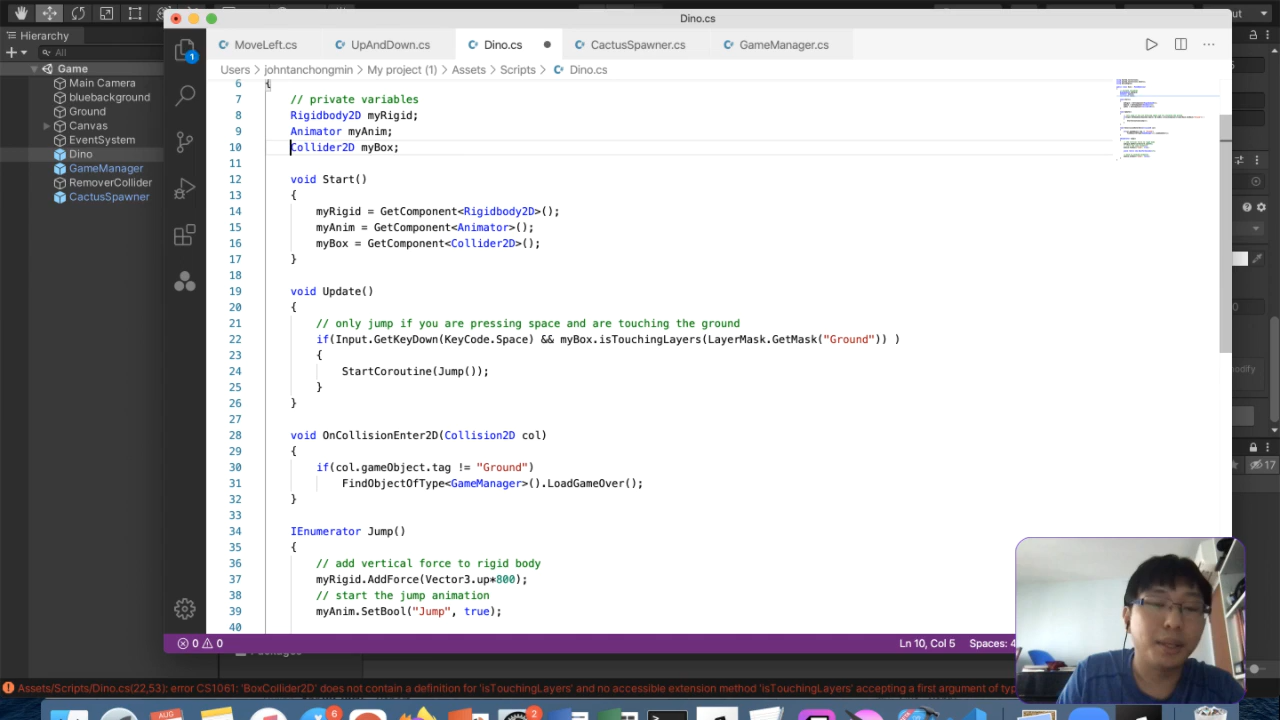 Dino.cs
ut
Hierarchy
All
MoveLeft.cs
UpAndDown.cs
Dino.cs
CactusSpawner.cs
GameManager.cs
Game
Main Camera
bluebackground
Ground
Canvas
EventSystem
Dino
GameManager
RemoverCollider
CactusSpawner
1
Users > johntanchongmin > My project (1) > Assets > Scripts > Dino.cs
6 {
7 // private variables
8 Rigidbody2D myRigid;
9 Animator myAnim;
10 Collider2D myBox;
11
12 void Start()
13 {
14 myRigid = GetComponent<Rigidbody2D>();
15 myAnim = GetComponent<Animator>();
16 myBox = GetComponent<Collider2D>();
17 }
18
19 void Update()
20 {
21 // only jump if you are pressing space and are touching the ground
22 if(Input.GetKeyDown(KeyCode.Space) && myBox.isTouchingLayers(LayerMask.GetMask("Ground")) )
23 {
24 StartCoroutine(Jump());
25 }
26 }
27
28 void OnCollisionEnter2D(Collision2D col)
29 {
30 if(col.gameObject.tag != "Ground")
31 FindObjectOfType<GameManager>().LoadGameOver();
32 }
33
34 IEnumerator Jump()
35 {
36 // add vertical force to rigid body
37 myRigid.AddForce(Vector3.up*800);
38 // start the jump animation
39 myAnim.SetBool("Jump", true);
40
0 0
Ln 10, Col 5
Spaces: 4
odify
17
Assets/Scripts/Dino.cs(22,53): error CS1061: 'BoxCollider2D' does not contain a definition for 'isTouchingLayers' and no accessible extension method 'isTouchingLayers' accepting a first argument of typ
AUG
6
2